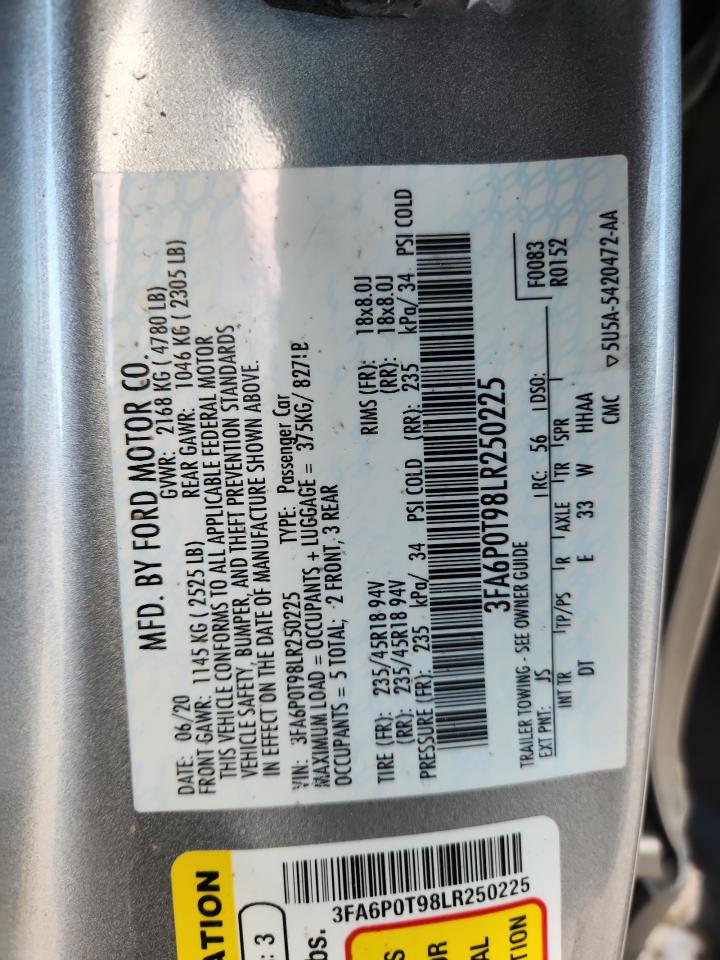 MFD. BY FORD MOTOR CO.
DATE: 06/20 GVWR: 2168 KG ( 4780 LB)
FRONT GAWR: 1145 KG ( 2525 LB) REAR GAWR: 1046 KG ( 2305 LB)
THIS VEHICLE CONFORMS TO ALL APPLICABLE FEDERAL MOTOR
VEHICLE SAFETY, BUMPER, AND THEFT PREVENTION STANDARDS
IN EFFECT ON THE DATE OF MANUFACTURE SHOWN ABOVE.
VIN: 3FA6P0T98LR250225 TYPE: Passenger Car
MAXIMUM LOAD = OCCUPANTS + LUGGAGE = 375KG/ 827LB
OCCUPANTS = 5 TOTAL; 2 FRONT, 3 REAR
TIRE (FR): 235/45R18 94V RIMS (FR): 18x8.0J
(RR): 235/45R18 94V (RR): 18x8.0J
PRESSURE (FR): 235 kPa/ 34 PSI COLD (RR): 235 kPa/ 34 PSI COLD
3FA6P0T98LR250225
TRAILER TOWING - SEE OWNER GUIDE F0083
EXT PNT: JS RC: 56 DSO: R0152
INT TR TP/PS R AXLE TR SPR
DT E 33 W HHAA
CMC ▽5U5A-5420472-AA
ATION
: 3
3FA6P0T98LR250225
bs.
S
OR
AL
TION